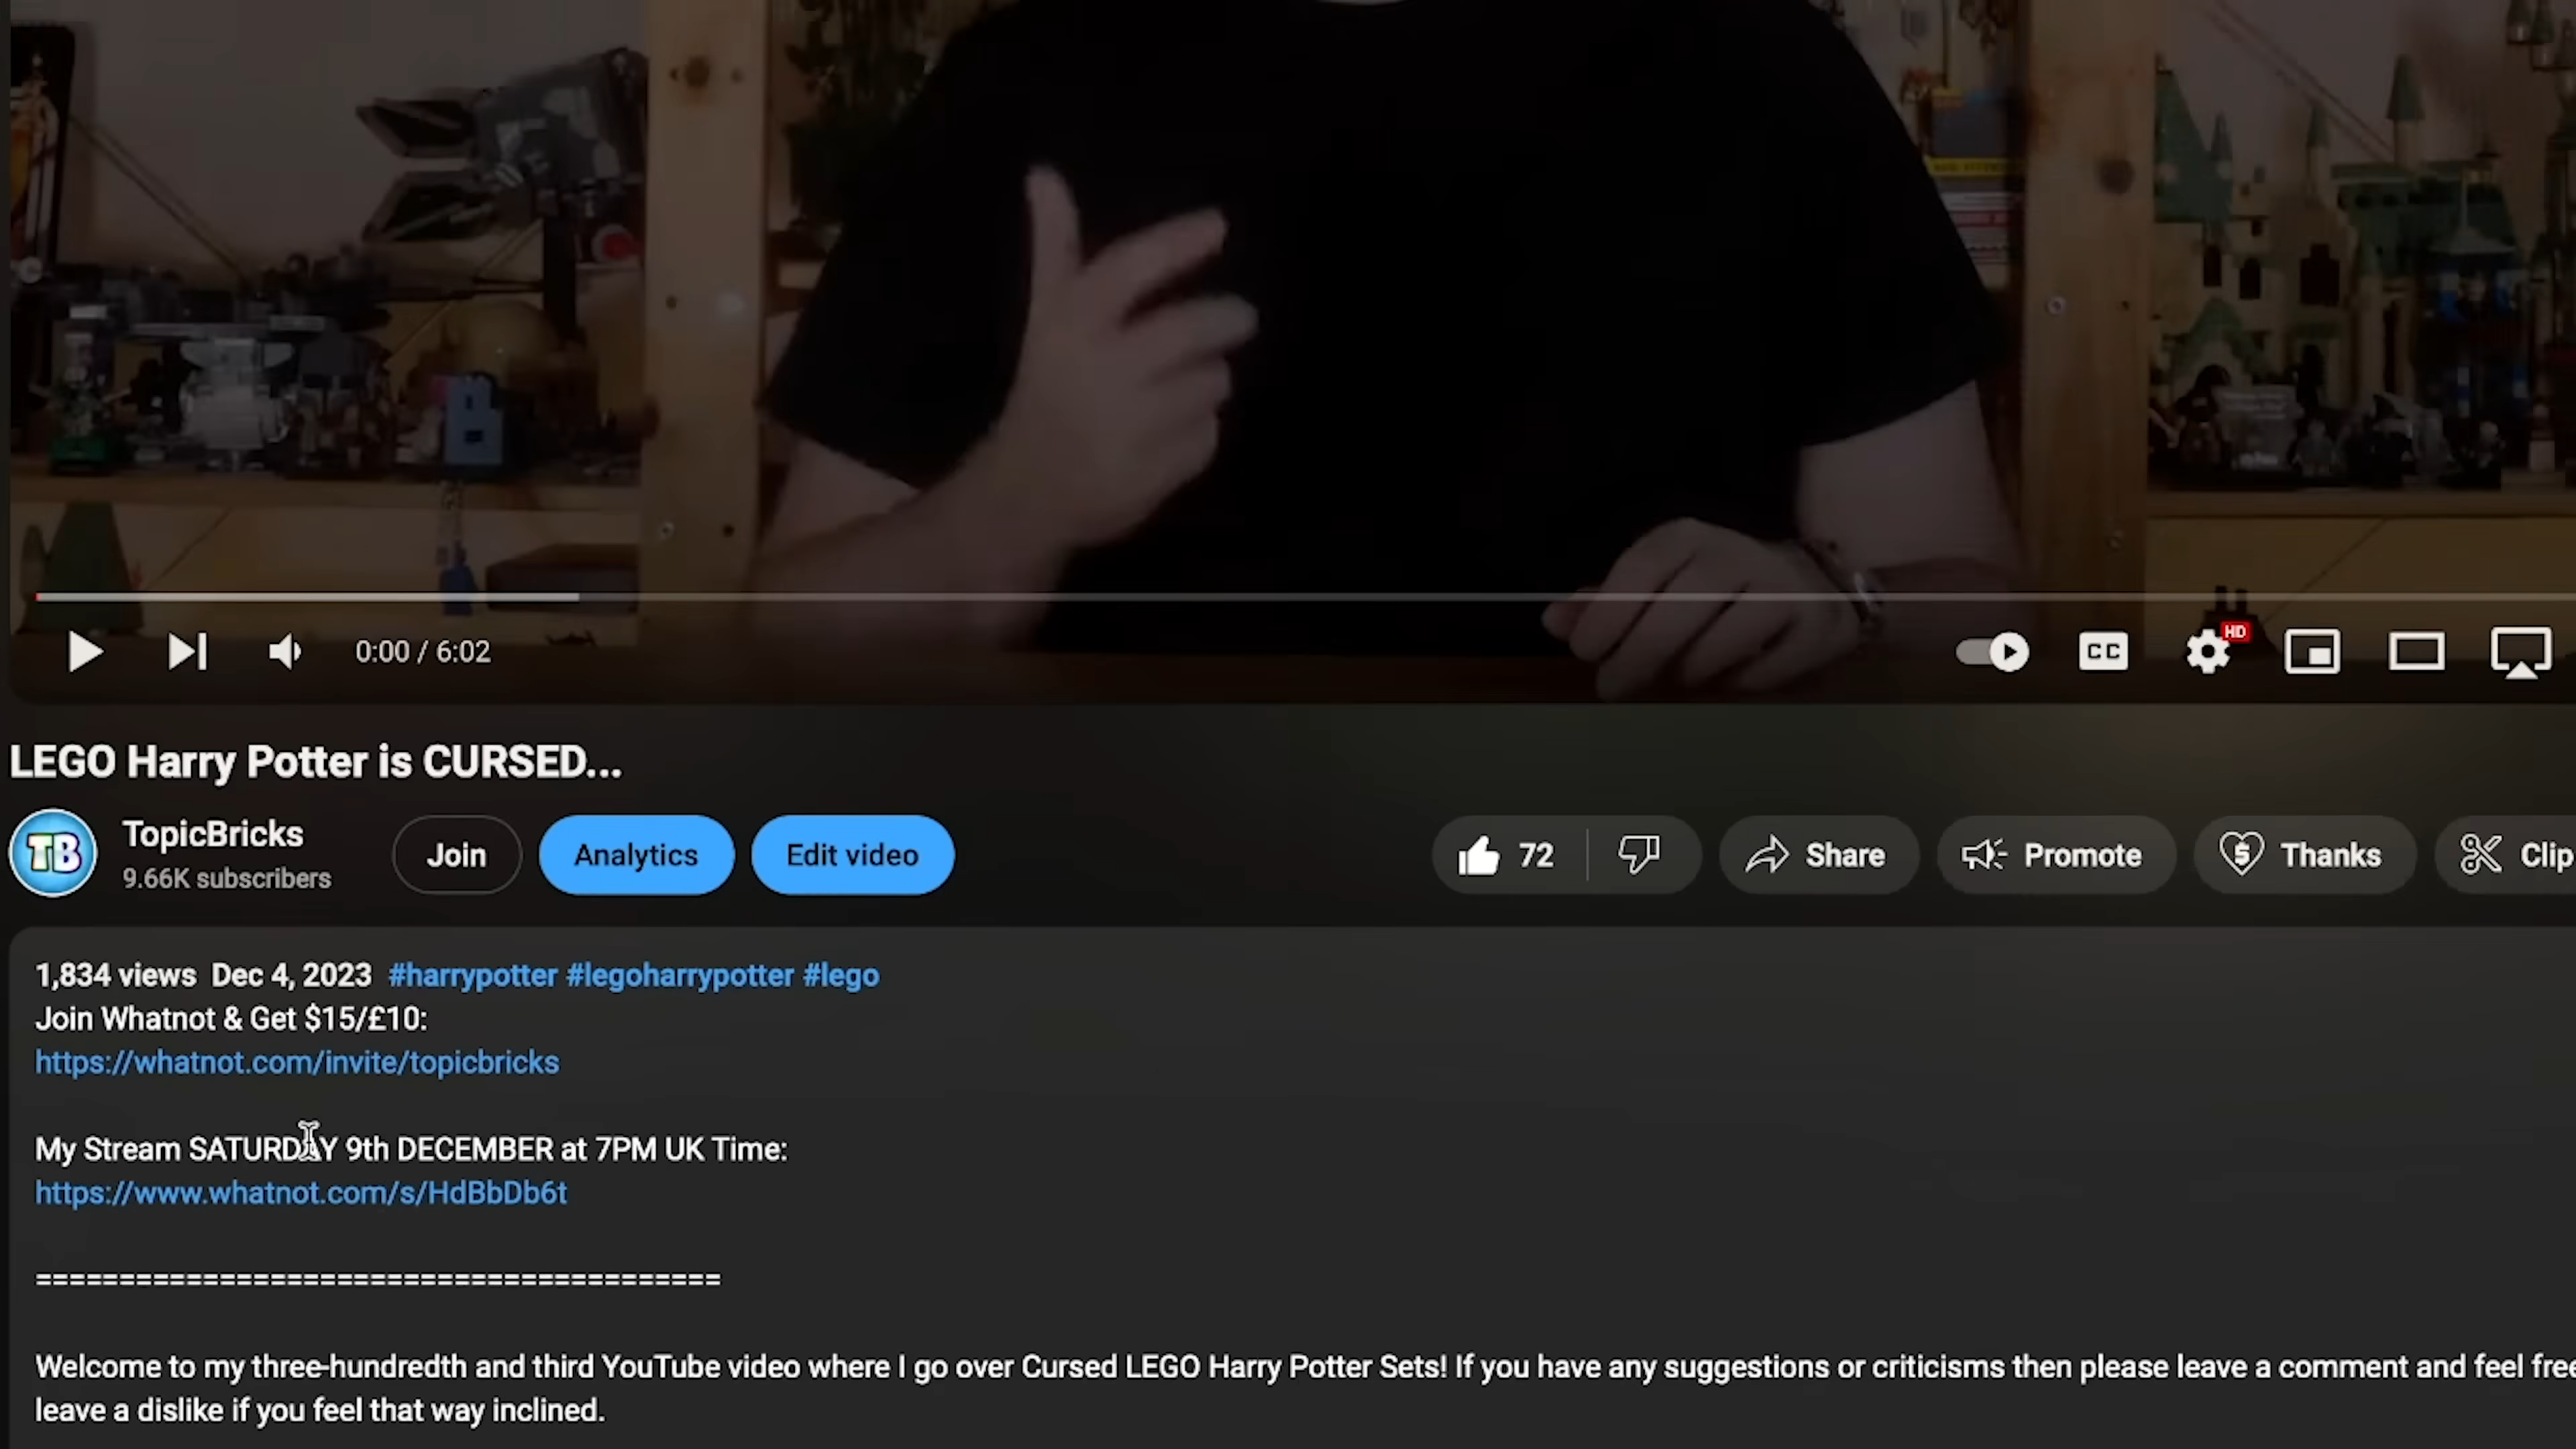 0:00 / 6:02
CC
HD
LEGO Harry Potter is CURSED...
TB
TopicBricks
9.66K subscribers
Join
Analytics
Edit video
72
Share
Promote
Thanks
Clip
1,834 views Dec 4, 2023 #harrypotter #legoharrypotter #lego
Join Whatnot & Get $15/£10:
https://whatnot.com/invite/topicbricks
My Stream SATURDAY 9th DECEMBER at 7PM UK Time:
https://www.whatnot.com/s/HdBbDb6t
=========================================
Welcome to my three-hundredth and third YouTube video where I go over Cursed LEGO Harry Potter Sets! If you have any suggestions or criticisms then please leave a comment and feel free
leave a dislike if you feel that way inclined.